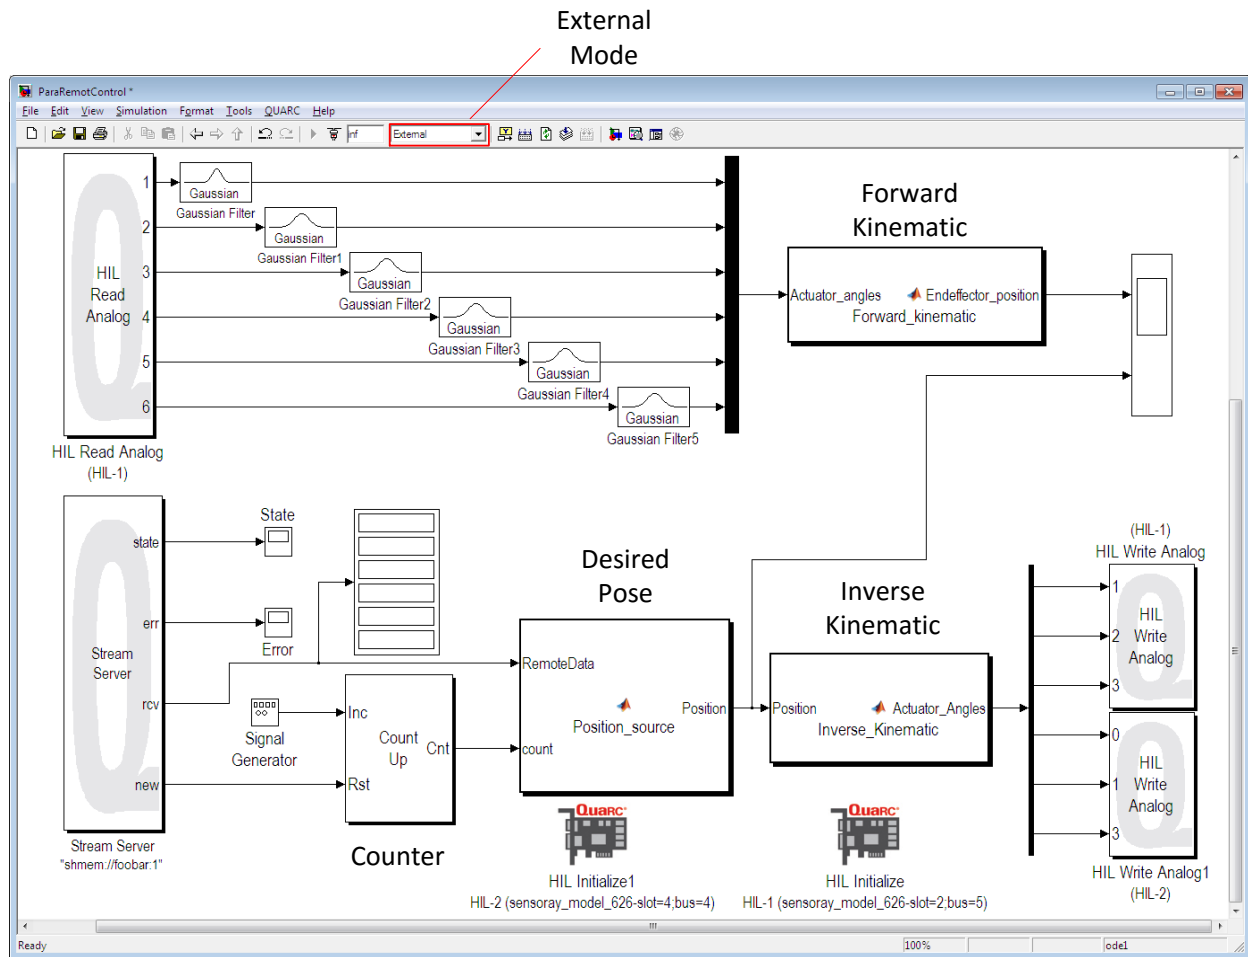 External
Mode
ParaRemotControl *
File Edit View Simulation Format Tools QUARC Help
inf
External
HIL
Read
Analog
1
2
3
4
5
6
HIL Read Analog
(HIL-1)
Gaussian
Gaussian Filter
Gaussian
Gaussian Filter1
Gaussian
Gaussian Filter2
Gaussian
Gaussian Filter3
Gaussian
Gaussian Filter4
Gaussian
Gaussian Filter5
Forward
Kinematic
Actuator_angles Endeffector_position
Forward_kinematic
Stream
Server
state
err
rcv
new
Stream Server
"shmem://foobar:1"
State
Error
Signal
Generator
Inc
Count
Up
Cnt
Rst
Counter
Desired
Pose
RemoteData
Position
Position_source
count
Inverse
Kinematic
Position Actuator_Angles
Inverse_Kinematic
(HIL-1)
HIL Write Analog
1
2
3
HIL
Write
Analog
0
1
3
HIL
Write
Analog
HIL Write Analog1
(HIL-2)
QUARC
HIL Initialize1
HIL-2 (sensoray_model_626-slot=4;bus=4)
QUARC
HIL Initialize
HIL-1 (sensoray_model_626-slot=2;bus=5)
Ready 100% ode1